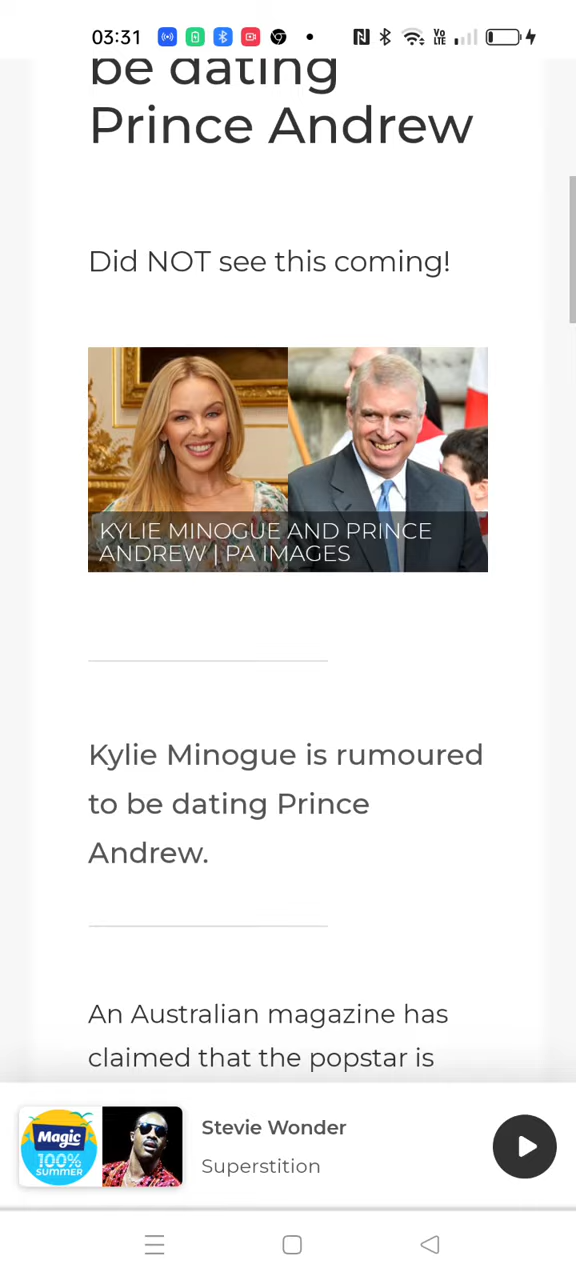 03:31
VO
LTE
be dating
Prince Andrew
Did NOT see this coming!
KYLIE MINOGUE AND PRINCE
ANDREW | PA IMAGES
Kylie Minogue is rumoured
to be dating Prince
Andrew.
An Australian magazine has
claimed that the popstar is
Magic
100%
SUMMER
Stevie Wonder
Superstition